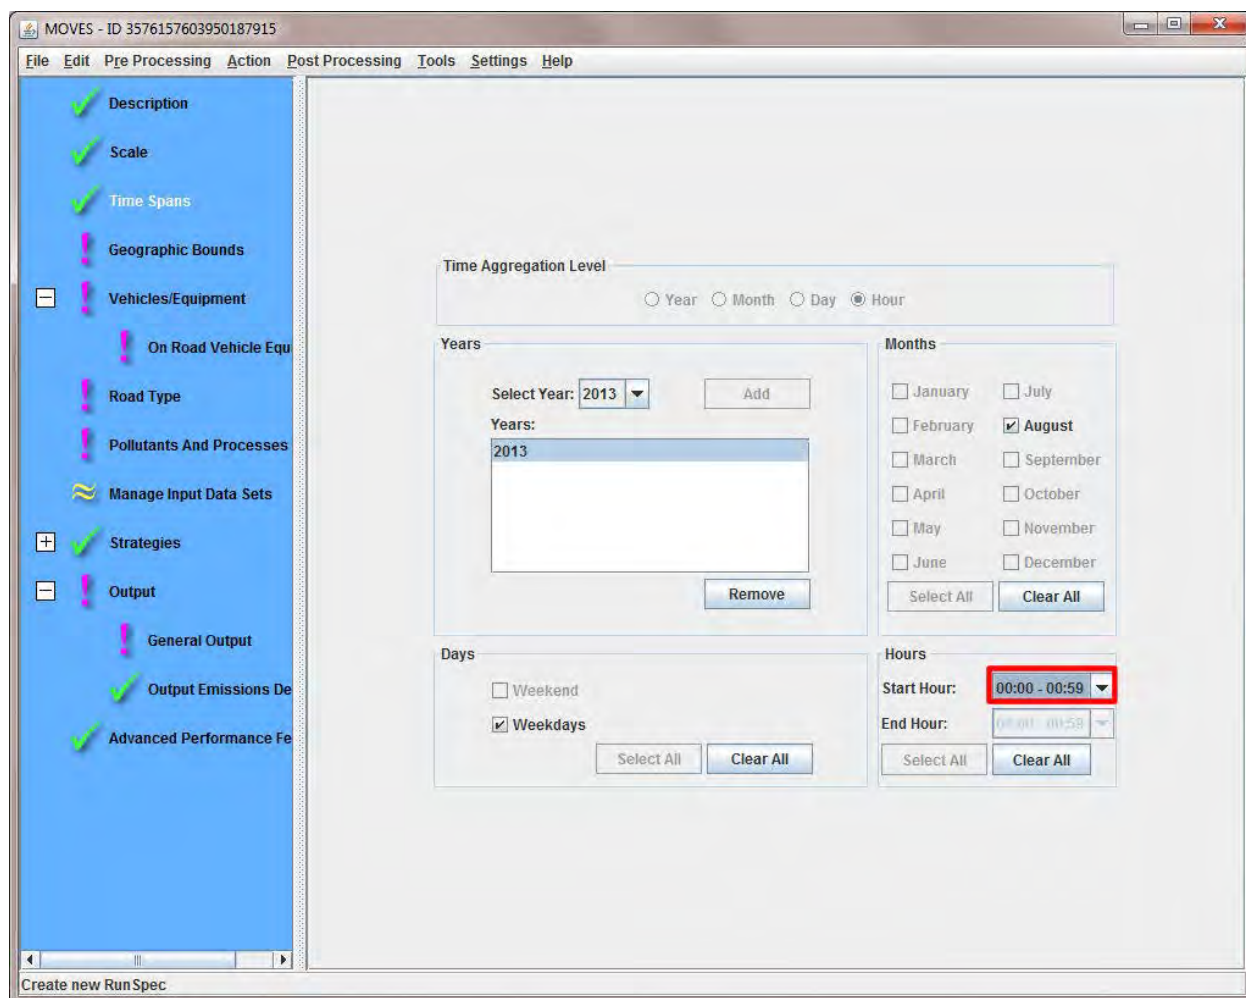 MOVES - ID 3576157603950187915
File Edit Pre Processing Action Post Processing Tools Settings Help
Description
Scale
Time Spans
Geographic Bounds
Vehicles/Equipment
On Road Vehicle Equ
Road Type
Pollutants And Processes
Manage Input Data Sets
Strategies
Output
General Output
Output Emissions De
Advanced Performance Fe
Time Aggregation Level
Year Month Day Hour
Years
Select Year: 2013 Add
Years:
2013
Remove
Months
January July
February August
March September
April October
May November
June December
Select All Clear All
Days
Weekend
Weekdays
Select All Clear All
Hours
Start Hour: 00:00 - 00:59
End Hour: 00:00 - 00:59
Select All Clear All
Create new RunSpec